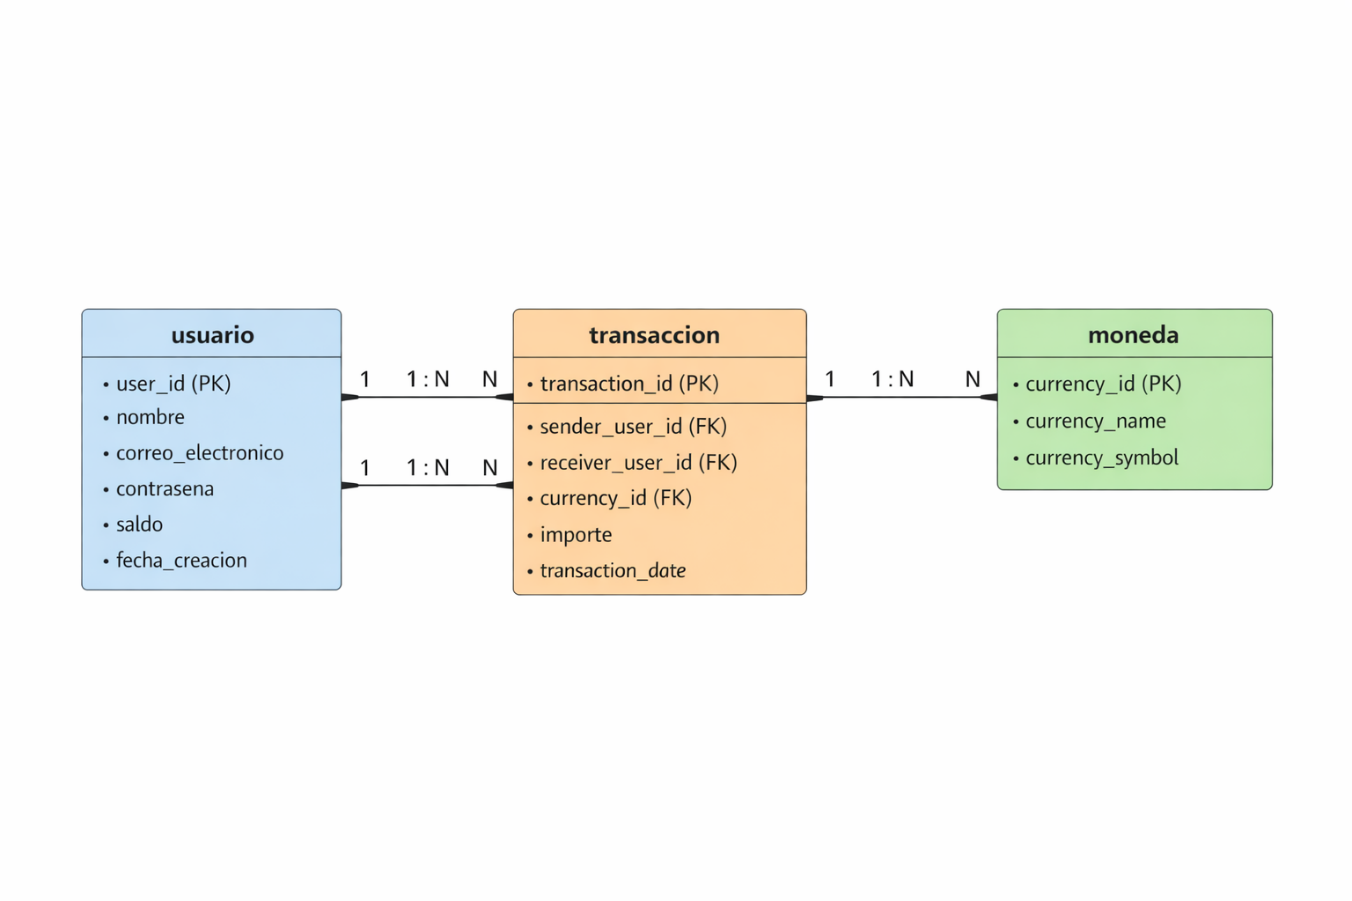 usuario
• user_id (PK)
• nombre
• correo_electronico
• contrasena
• saldo
• fecha_creacion
1 1:N N
1 1:N N
transaccion
• transaction_id (PK)
• sender_user_id (FK)
• receiver_user_id (FK)
• currency_id (FK)
• importe
• transaction_date
1 1:N N
moneda
• currency_id (PK)
• currency_name
• currency_symbol